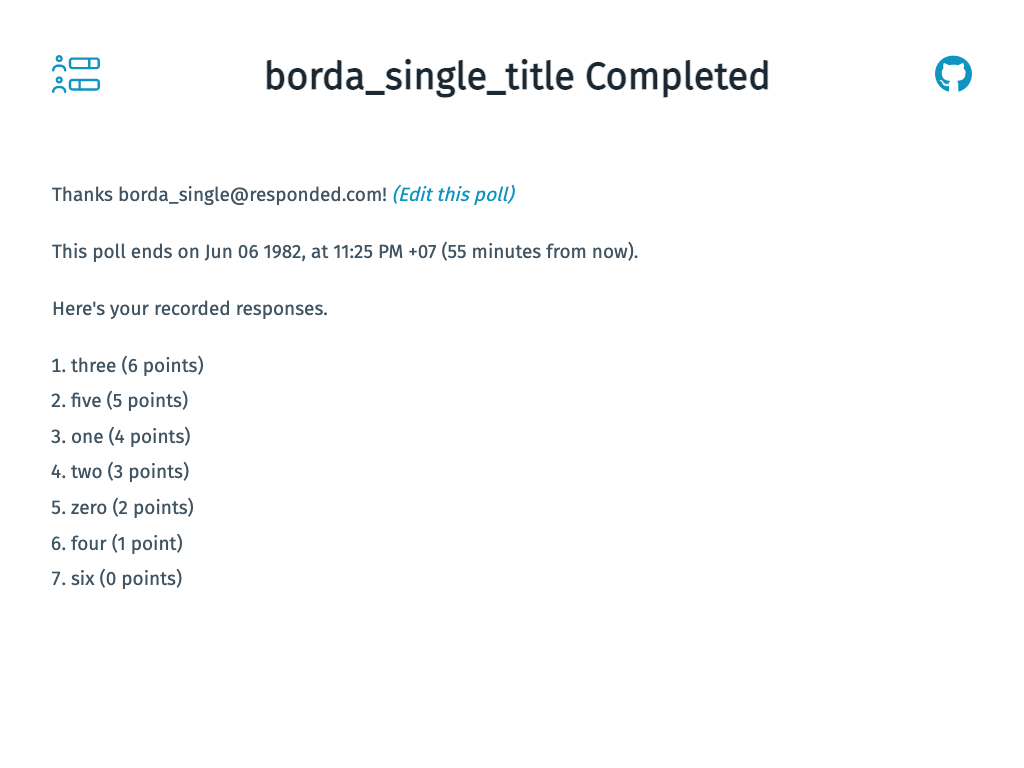 borda_single_title Completed
Thanks borda_single@responded.com! (Edit this poll)
This poll ends on Jun 06 1982, at 11:25 PM +07 (55 minutes from now).
Here's your recorded responses.
1. three (6 points)
2. five (5 points)
3. one (4 points)
4. two (3 points)
5. zero (2 points)
6. four (1 point)
7. six (0 points)